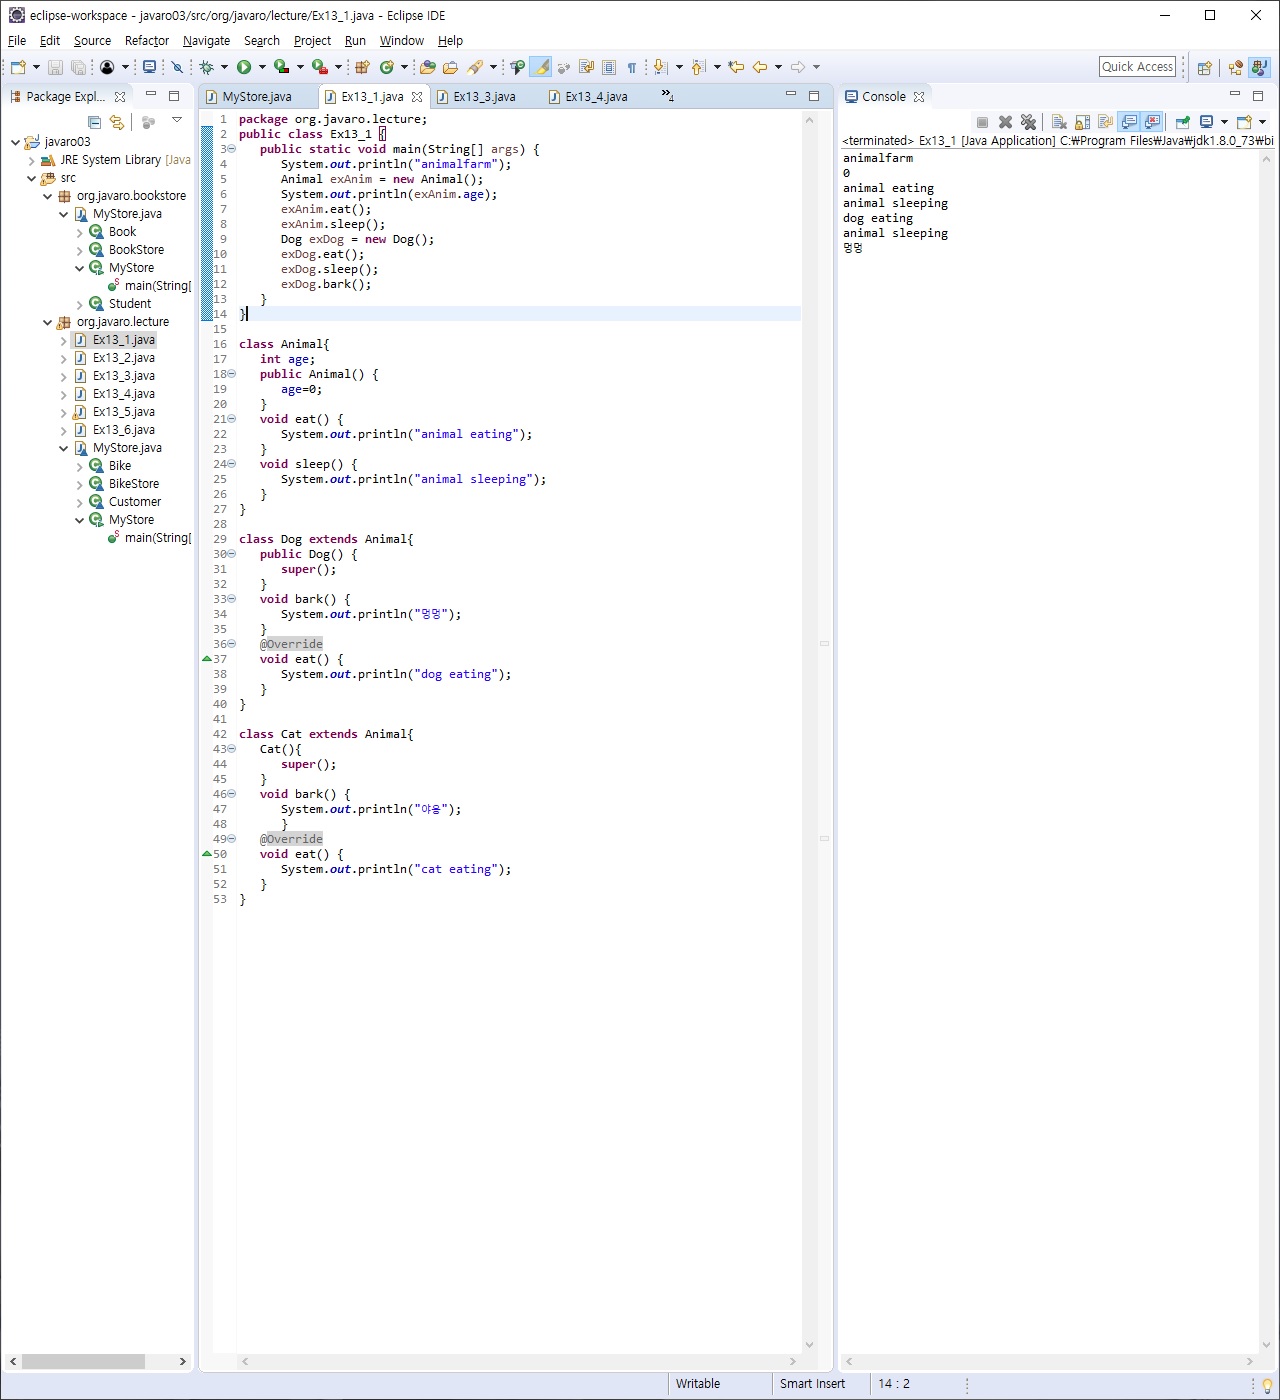 eclipse-workspace - javaro03/src/org/javaro/lecture/Ex13_1.java - Eclipse IDE
File Edit Source Refactor Navigate Search Project Run Window Help
Quick Access
Package Expl...
javaro03
JRE System Library [Java
src
org.javaro.bookstore
MyStore.java
Book
BookStore
MyStore
main(String[
Student
org.javaro.lecture
Ex13_1.java
Ex13_2.java
Ex13_3.java
Ex13_4.java
Ex13_5.java
Ex13_6.java
MyStore.java
Bike
BikeStore
Customer
MyStore
main(String[
MyStore.java Ex13_1.java Ex13_3.java Ex13_4.java »4
1 package org.javaro.lecture;
2 public class Ex13_1 {
3 public static void main(String[] args) {
4 System.out.println("animalfarm");
5 Animal exAnim = new Animal();
6 System.out.println(exAnim.age);
7 exAnim.eat();
8 exAnim.sleep();
9 Dog exDog = new Dog();
10 exDog.eat();
11 exDog.sleep();
12 exDog.bark();
13 }
14 }
15
16 class Animal{
17 int age;
18 public Animal() {
19 age=0;
20 }
21 void eat() {
22 System.out.println("animal eating");
23 }
24 void sleep() {
25 System.out.println("animal sleeping");
26 }
27 }
28
29 class Dog extends Animal{
30 public Dog() {
31 super();
32 }
33 void bark() {
34 System.out.println("멍멍");
35 }
36 @Override
37 void eat() {
38 System.out.println("dog eating");
39 }
40 }
41
42 class Cat extends Animal{
43 Cat(){
44 super();
45 }
46 void bark() {
47 System.out.println("야옹");
48 }
49 @Override
50 void eat() {
51 System.out.println("cat eating");
52 }
53 }
Console
<terminated> Ex13_1 [Java Application] C:₩Program Files₩Java₩jdk1.8.0_73₩bi
animalfarm
0
animal eating
animal sleeping
dog eating
animal sleeping
멍멍
Writable Smart Insert 14 : 2